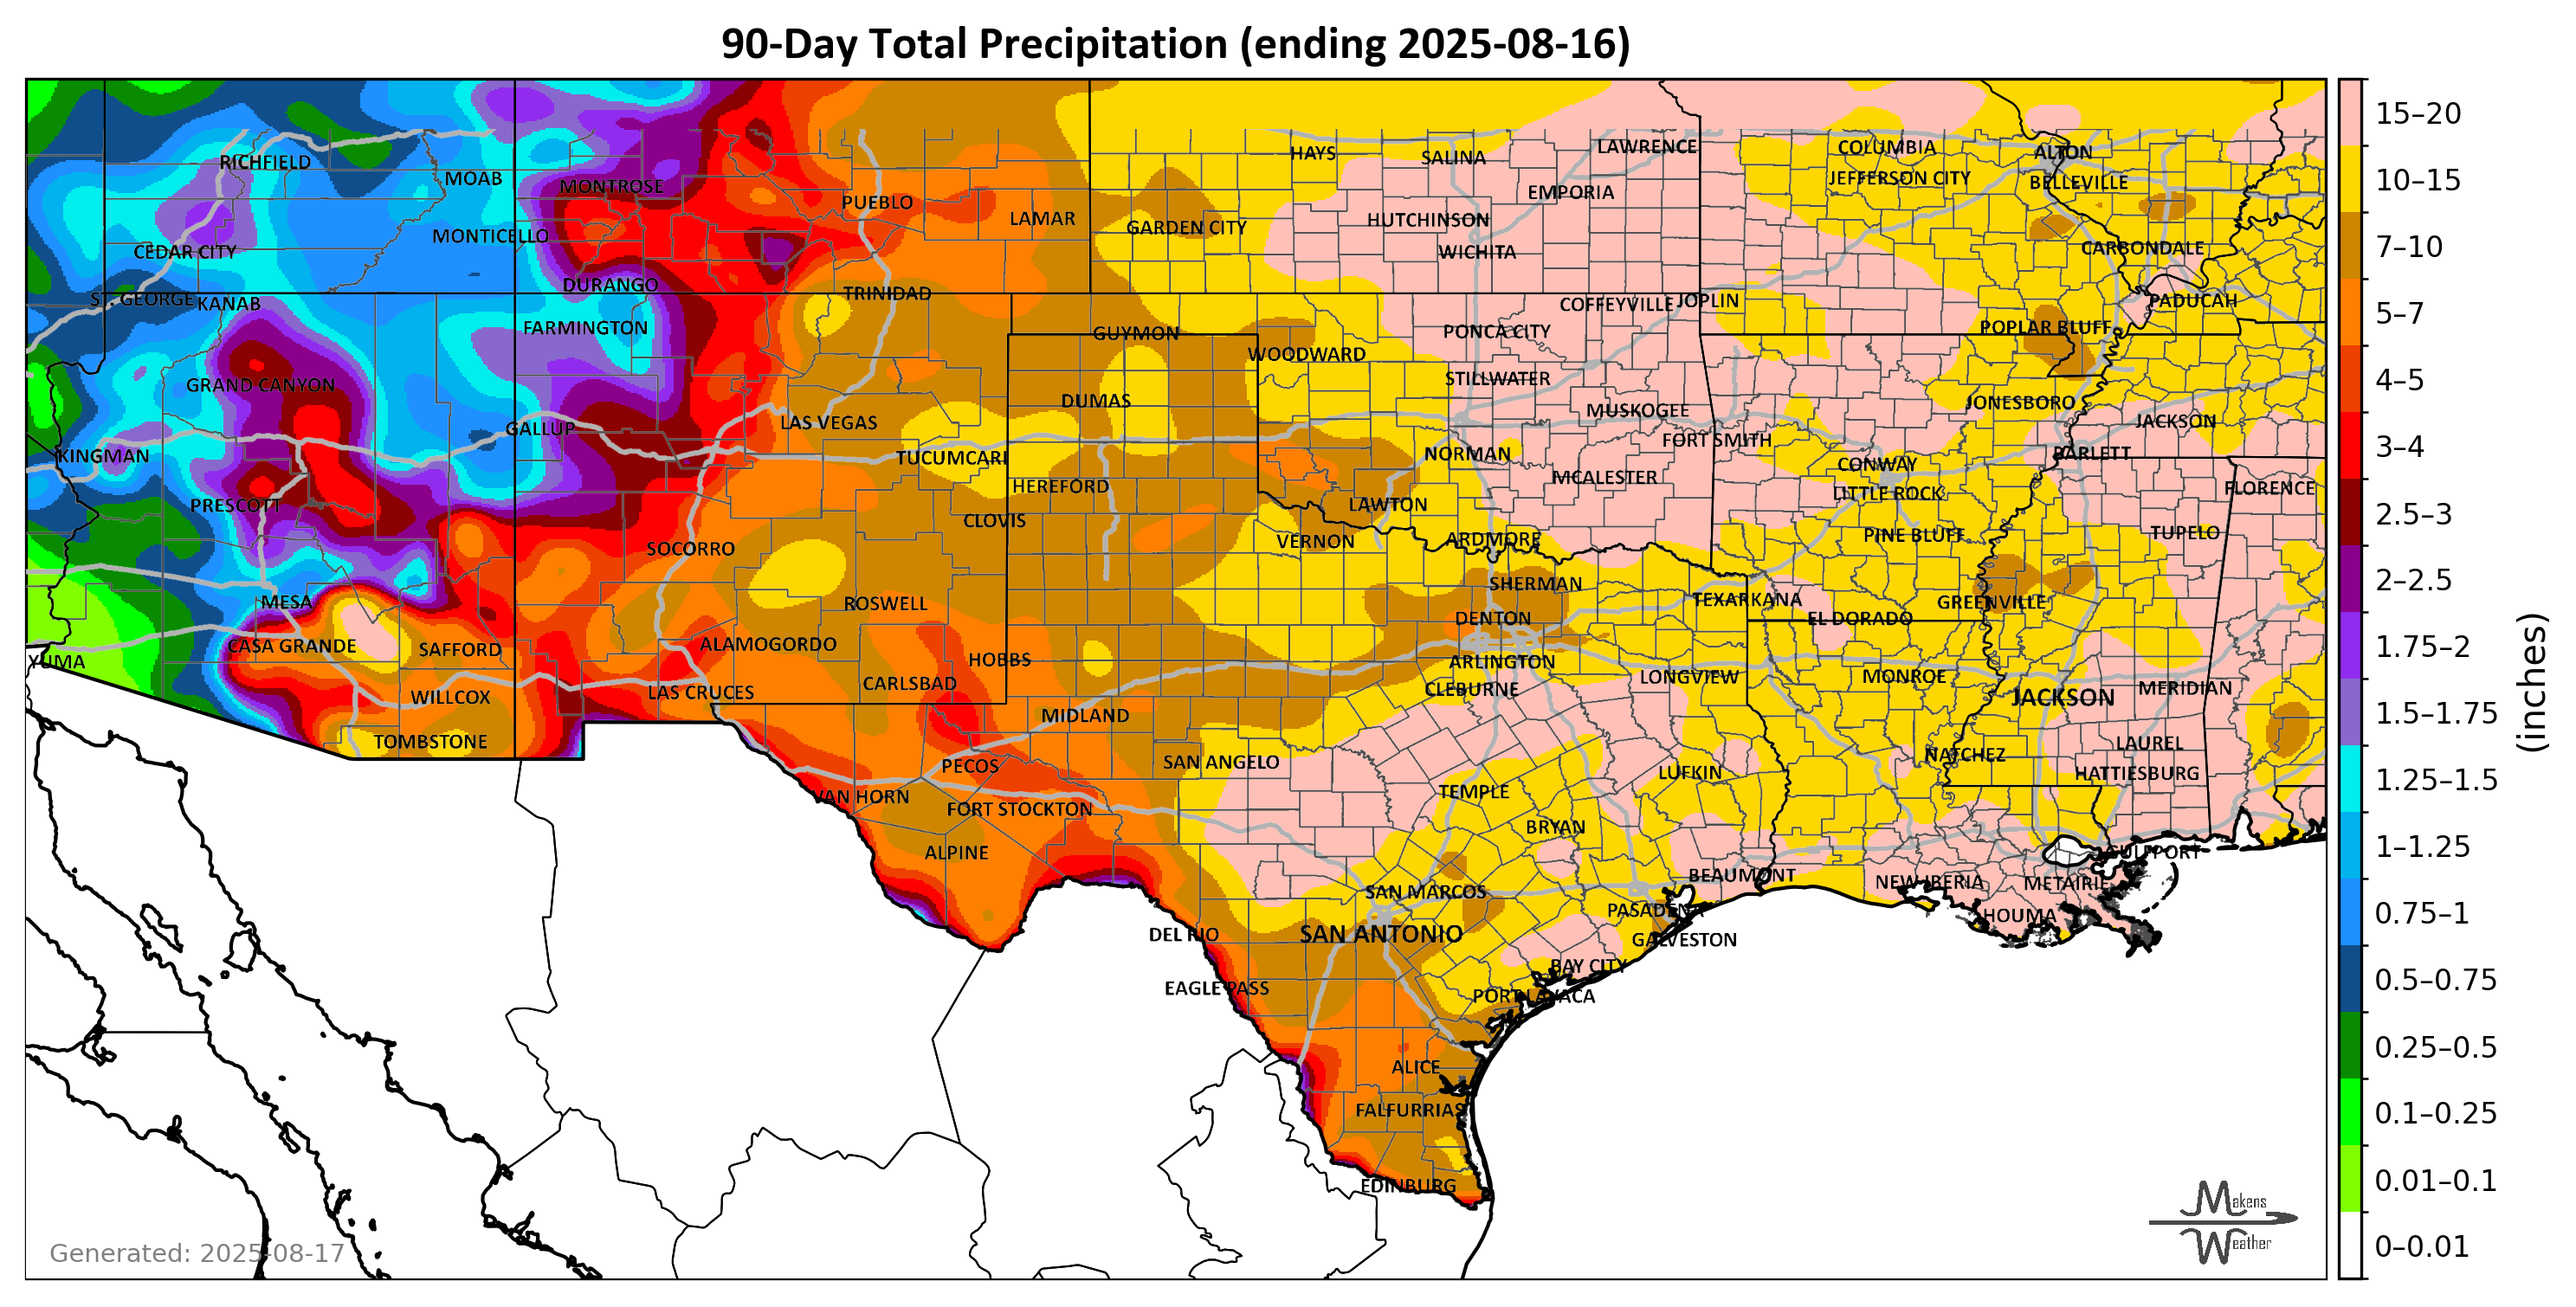 90-Day Total Precipitation (ending 2025-08-16)
RICHFIELD
MOAB
MONTROSE
PUEBLO
LAMAR
HAYS
SALINA
LAWRENCE
EMPORIA
COLUMBIA
JEFFERSON CITY
ALTON
BELLEVILLE
CEDAR CITY
MONTICELLO
GARDEN CITY
HUTCHINSON
WICHITA
CARBONDALE
DURANGO
TRINIDAD
GEORGE
KANAB
FARMINGTON
GUYMON
COFFEYVILLE
JOPLIN
PONCA CITY
PADUCAH
POPLAR BLUFF
WOODWARD
GRAND CANYON
DUMAS
STILLWATER
MUSKOGEE
JONESBORO
JACKSON
GALLUP
LAS VEGAS
KINGMAN
TUCUMCARI
NORMAN
FORT SMITH
BARLETT
CONWAY
PRESCOTT
HEREFORD
MCALESTER
LITTLE ROCK
FLORENCE
CLOVIS
LAWTON
SOCORRO
VERNON
ARDMORE
PINE BLUFF
TUPELO
MESA
ROSWELL
SHERMAN
TEXARKANA
GREENVILLE
DENTON
EL DORADO
CASA GRANDE
SAFFORD
ALAMOGORDO
HOBBS
ARLINGTON
YUMA
WILLCOX
LAS CRUCES
CARLSBAD
CLEBURNE
LONGVIEW
MONROE
JACKSON
MERIDIAN
MIDLAND
TOMBSTONE
PECOS
SAN ANGELO
LUFKIN
NATCHEZ
LAUREL
HATTIESBURG
VAN HORN
FORT STOCKTON
TEMPLE
BRYAN
ALPINE
BEAUMONT
GULFPORT
NEW IBERIA
METAIRIE
HOUMA
SAN MARCOS
PASADENA
DEL RIO
SAN ANTONIO
GALVESTON
EAGLE PASS
BAY CITY
PORT LAVACA
ALICE
FALFURRIAS
EDINBURG
15–20
10–15
7–10
5–7
4–5
3–4
2.5–3
2–2.5
1.75–2
1.5–1.75
1.25–1.5
1–1.25
0.75–1
0.5–0.75
0.25–0.5
0.1–0.25
0.01–0.1
0–0.01
(inches)
Generated: 2025-08-17
Makens
Weather